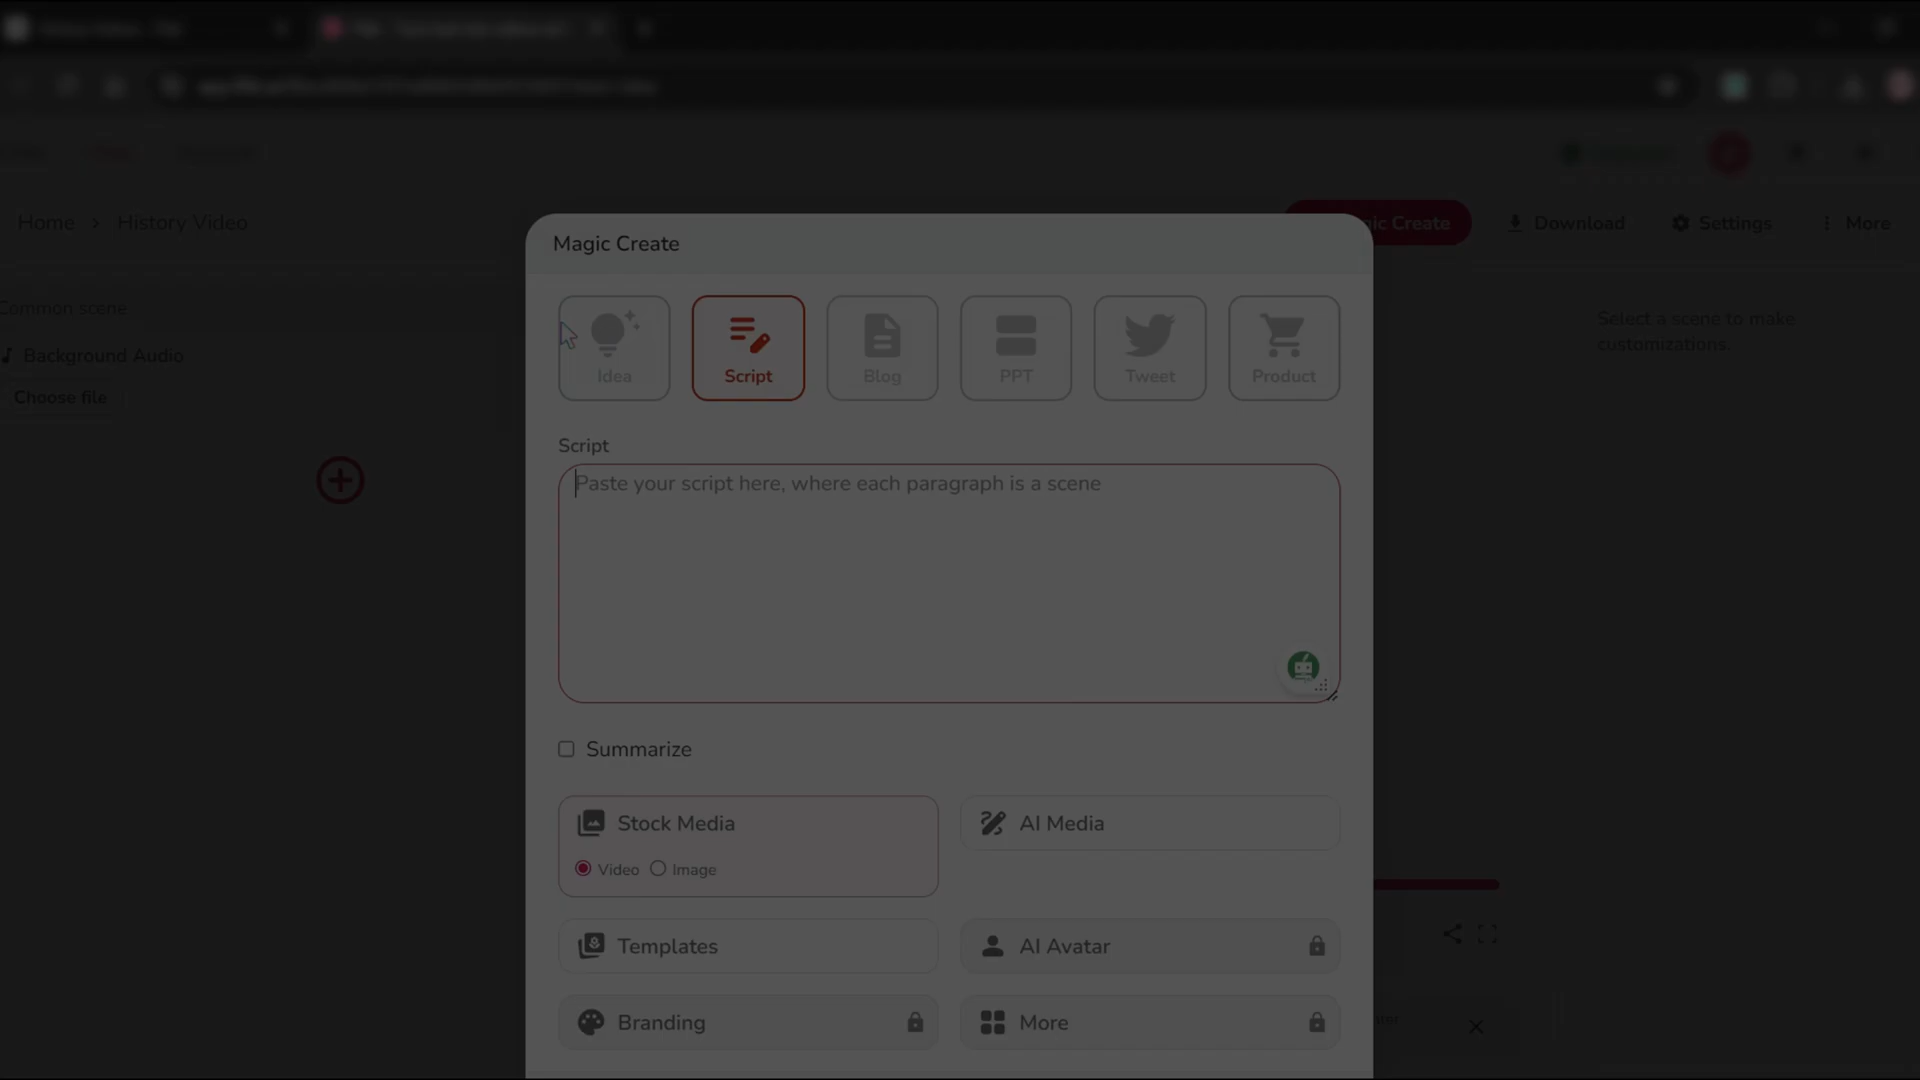 Home > History Video
gic Create
Download
Settings
More
Magic Create
Common scene
Background Audio
Choose file
Select a scene to make
customizations.
Idea
Script
Blog
PPT
Tweet
Product
Script
Paste your script here, where each paragraph is a scene
Summarize
Stock Media
Video
Image
AI Media
Templates
AI Avatar
Branding
More